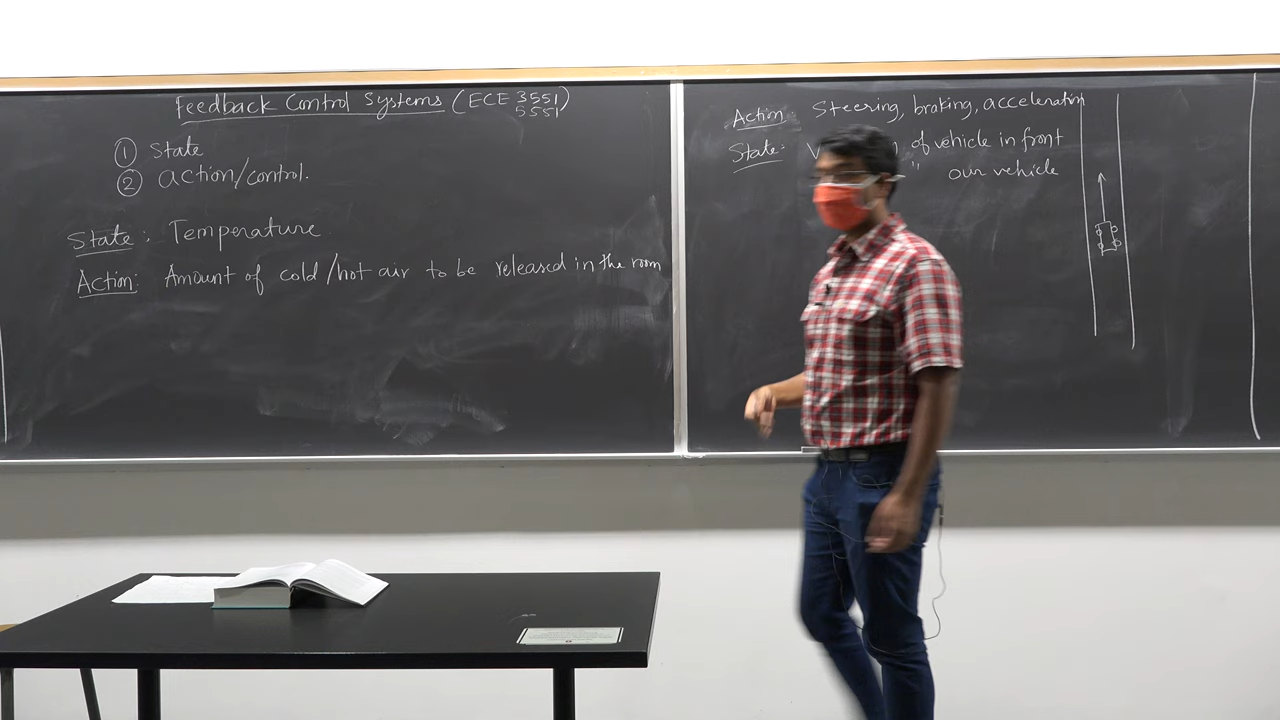 Feedback Control Systems (ECE 3551)
5551
① State
② action/control.
State: Temperature
Action: Amount of cold/hot air to be released in the room
Action: Steering, braking, acceleration
State: of vehicle in front
" our vehicle